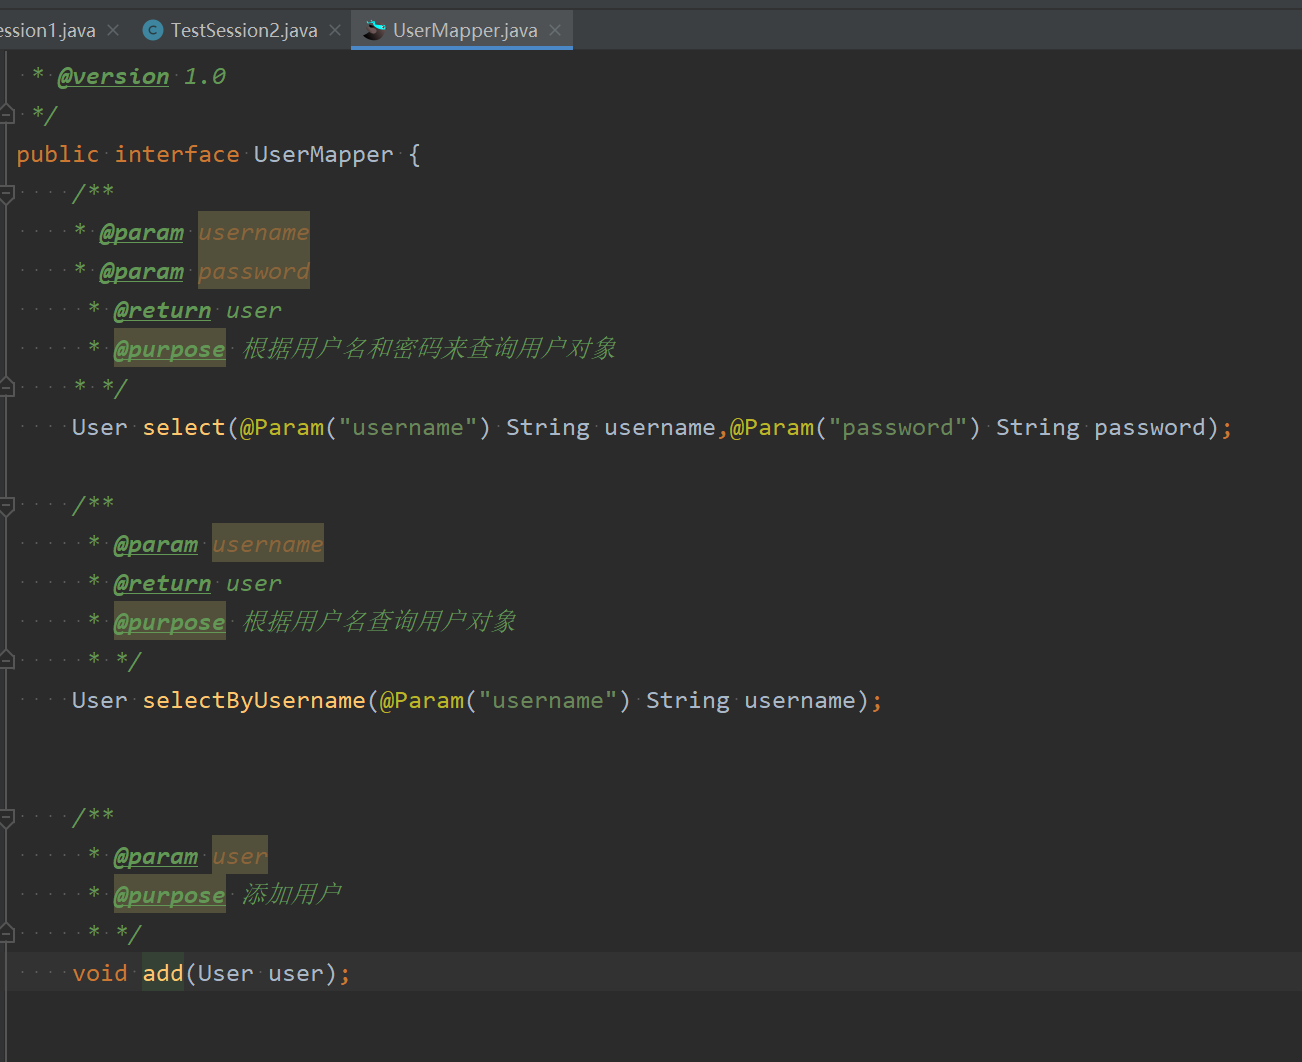 ession1.java
TestSession2.java
UserMapper.java
* @version 1.0
*/
public interface UserMapper {
/**
* @param username
* @param password
* @return user
* @purpose 根据用户名和密码来查询用户对象
* */
User select(@Param("username") String username,@Param("password") String password);
/**
* @param username
* @return user
* @purpose 根据用户名查询用户对象
* */
User selectByUsername(@Param("username") String username);
/**
* @param user
* @purpose 添加用户
* */
void add(User user);